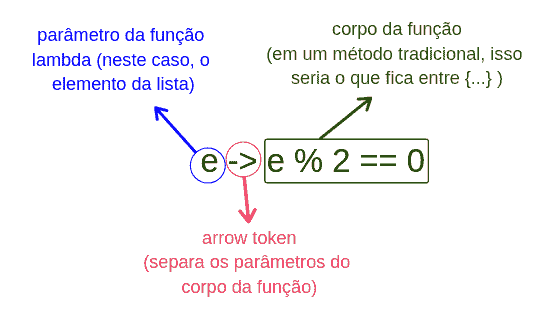 parâmetro da função
lambda (neste caso, o
elemento da lista)
corpo da função
(em um método tradicional, isso
seria o que fica entre {...} )
e -> e % 2 == 0
arrow token
(separa os parâmetros do
corpo da função)